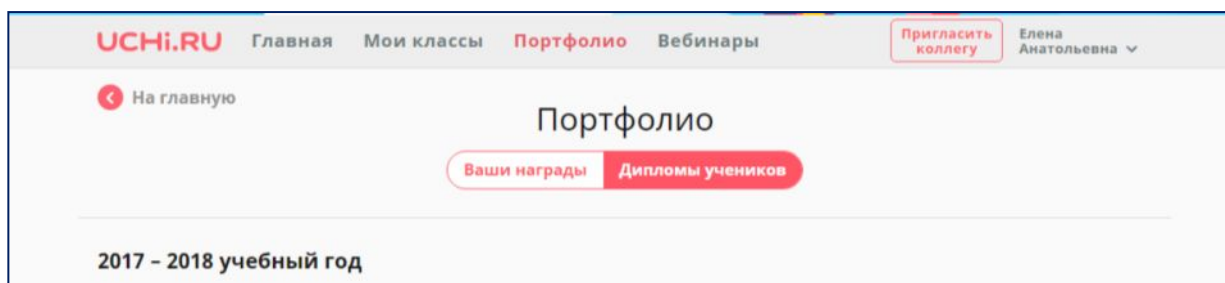 UCHi.RU Главная Мои классы Портфолио Вебинары Пригласить коллегу Елена Анатольевна
На главную
Портфолио
Ваши награды Дипломы учеников
2017 – 2018 учебный год